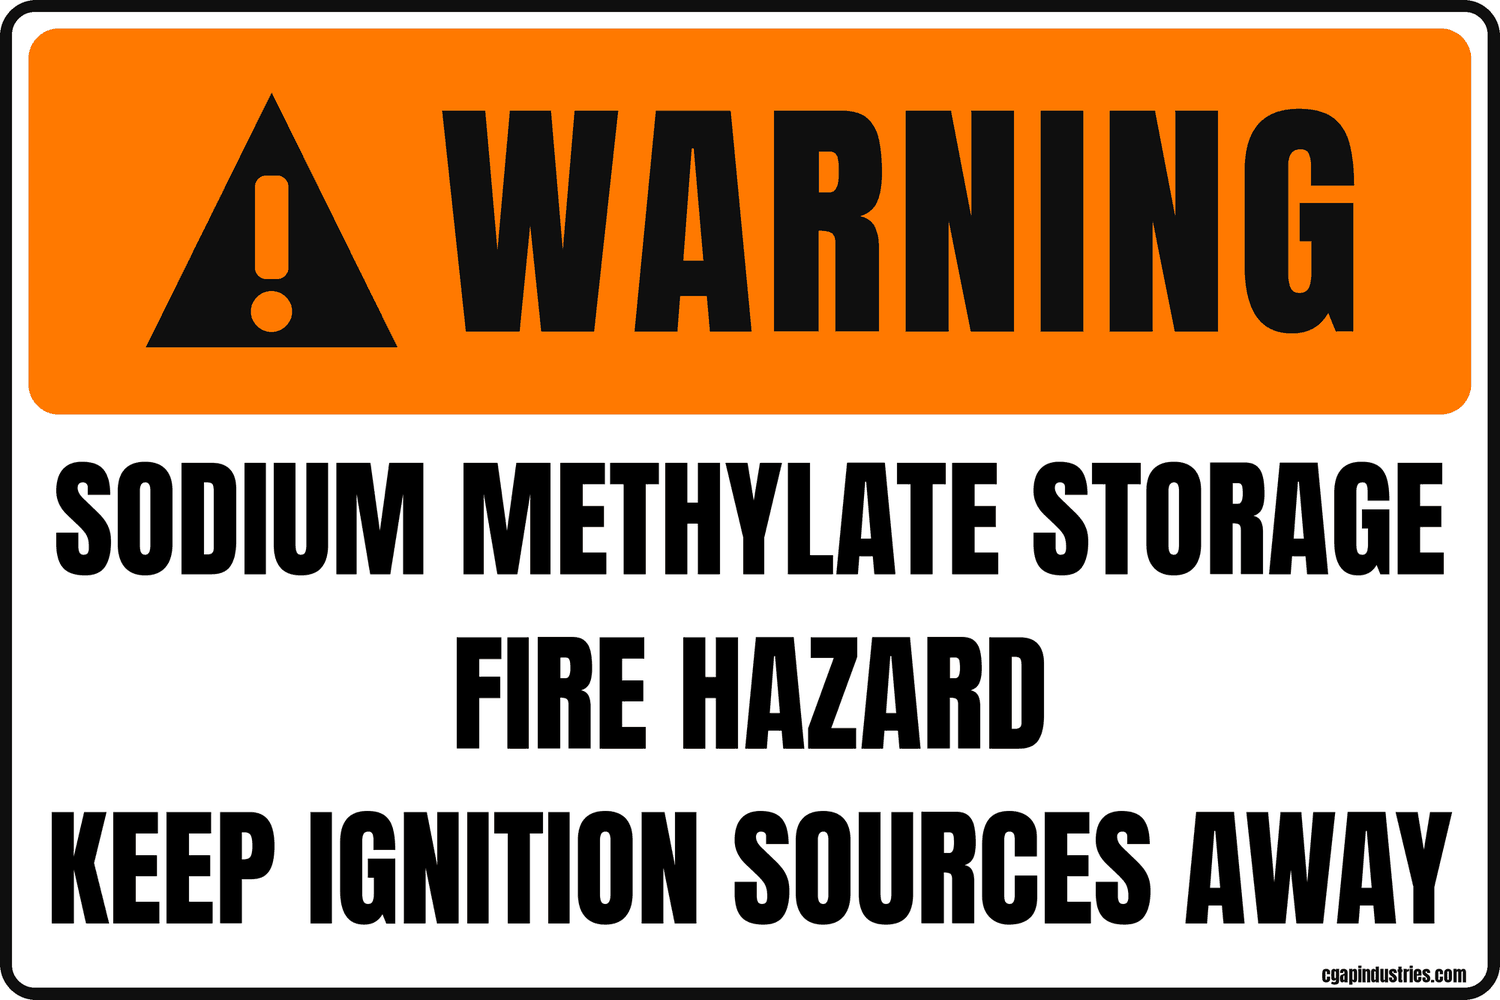 WARNING
SODIUM METHYLATE STORAGE
FIRE HAZARD
KEEP IGNITION SOURCES AWAY
cgapindustries.com